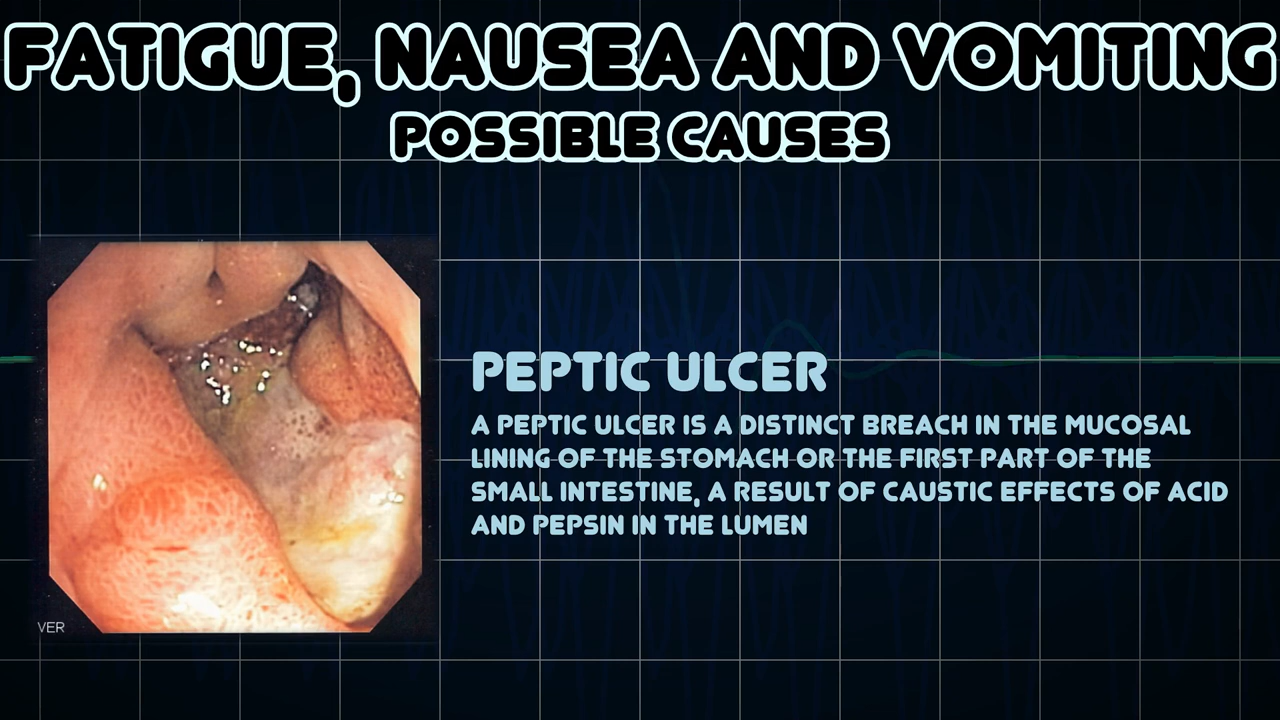 FATIGUE, NAUSEA AND VOMITING
POSSIBLE CAUSES
PEPTIC ULCER
A PEPTIC ULCER IS A DISTINCT BREACH IN THE MUCOSAL
LINING OF THE STOMACH OR THE FIRST PART OF THE
SMALL INTESTINE, A RESULT OF CAUSTIC EFFECTS OF ACID
AND PEPSIN IN THE LUMEN
VER